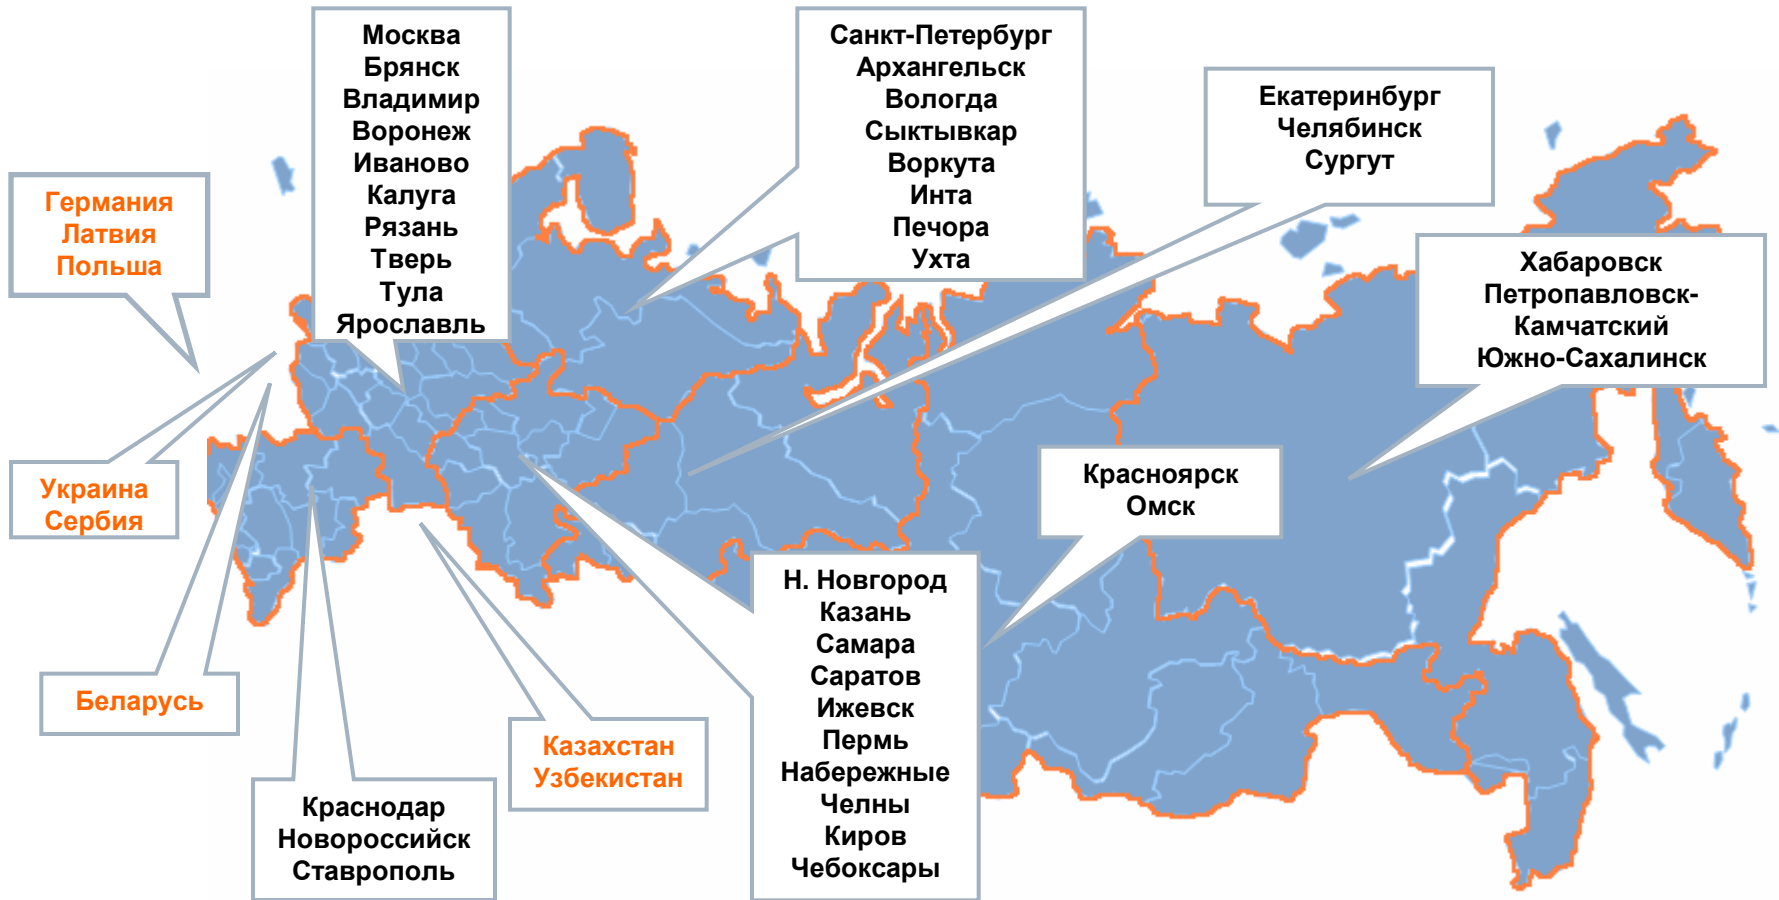 Москва
Брянск
Владимир
Воронеж
Иваново
Калуга
Рязань
Тверь
Тула
Ярославль
Санкт-Петербург
Архангельск
Вологда
Сыктывкар
Воркута
Инта
Печора
Ухта
Екатеринбург
Челябинск
Сургут
Германия
Латвия
Польша
Хабаровск
Петропавловск-
Камчатский
Южно-Сахалинск
Украина
Сербия
Красноярск
Омск
Н. Новгород
Казань
Самара
Саратов
Ижевск
Пермь
Набережные
Челны
Киров
Чебоксары
Беларусь
Казахстан
Узбекистан
Краснодар
Новороссийск
Ставрополь